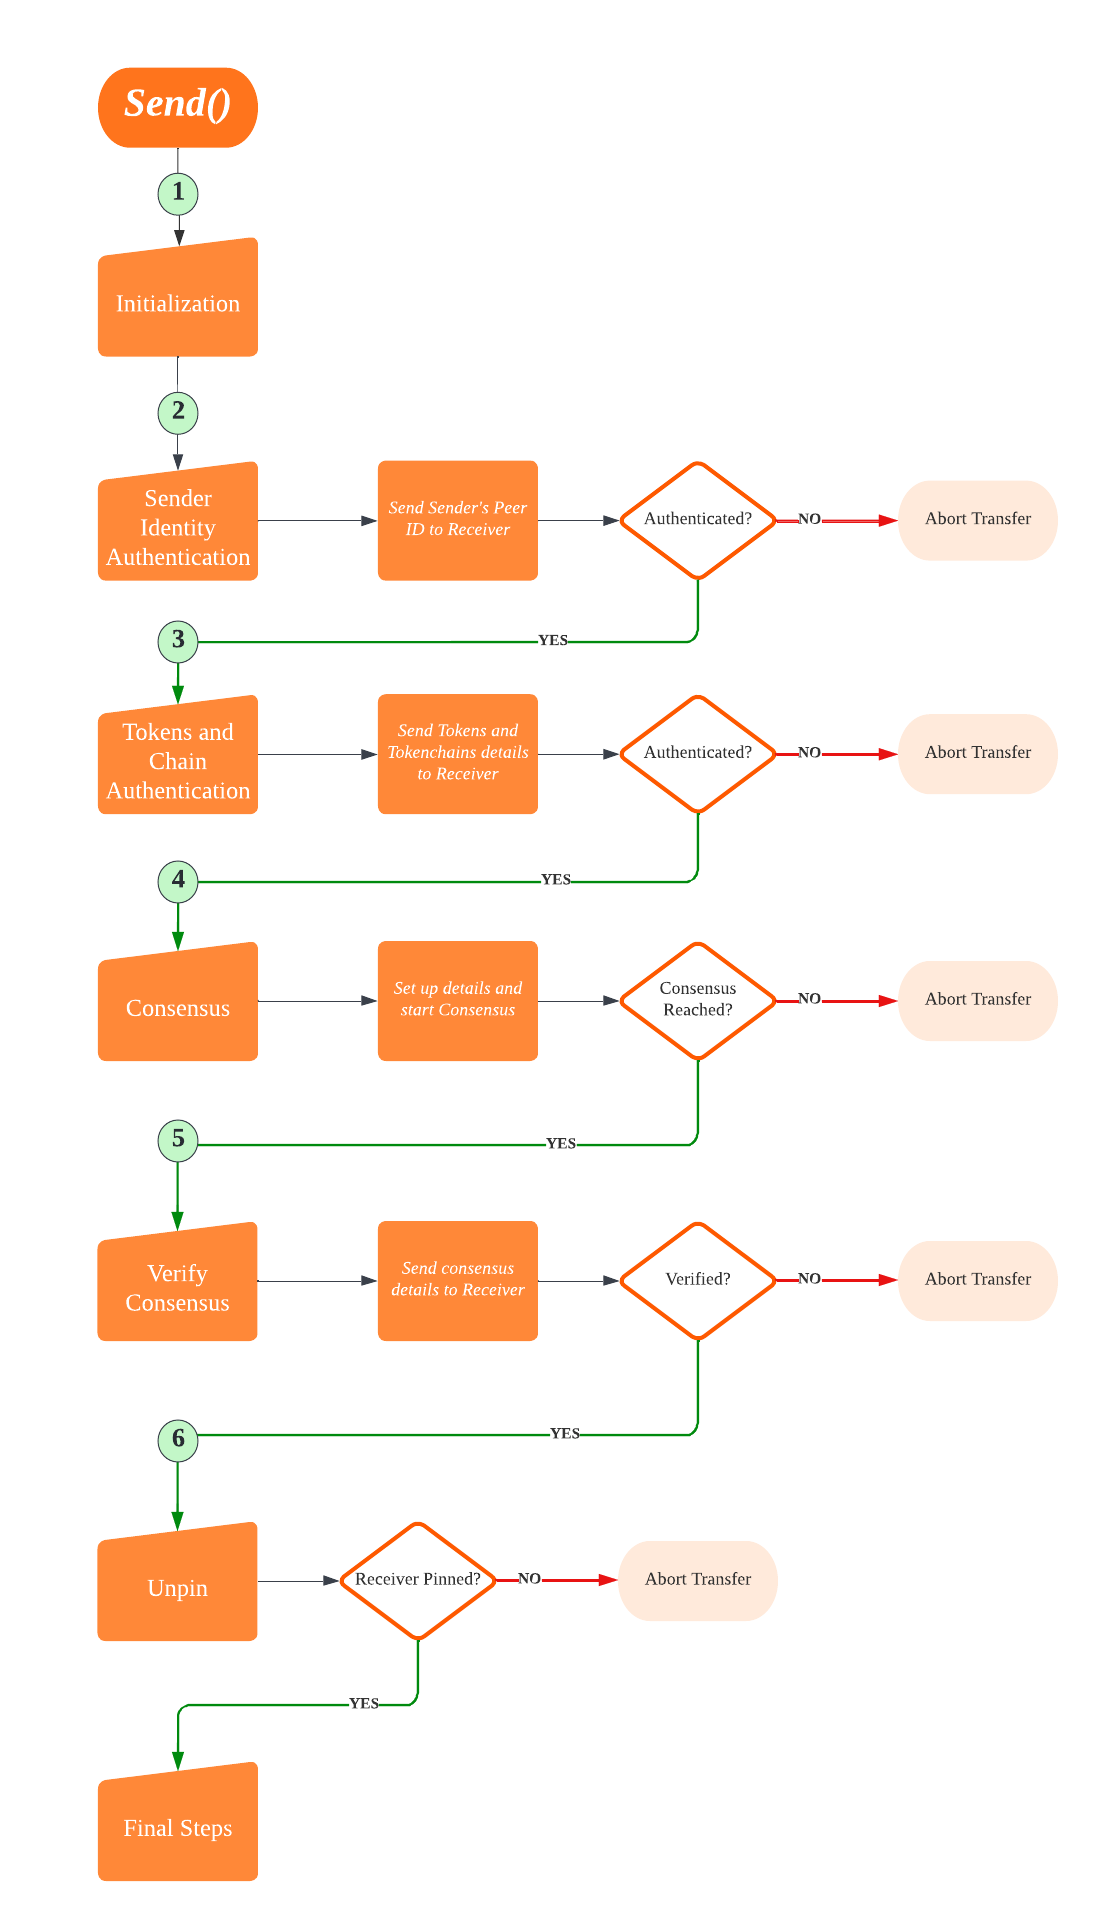 Send()
1
Initialization
2
Sender
Identity
Authentication
Send Sender's Peer
ID to Receiver
Authenticated?
NO
Abort Transfer
YES
3
Tokens and
Chain
Authentication
Send Tokens and
Tokenchains details
to Receiver
Authenticated?
NO
Abort Transfer
YES
4
Consensus
Set up details and
start Consensus
Consensus
Reached?
NO
Abort Transfer
YES
5
Verify
Consensus
Send consensus
details to Receiver
Verified?
NO
Abort Transfer
YES
6
Unpin
Receiver Pinned?
NO
Abort Transfer
YES
Final Steps